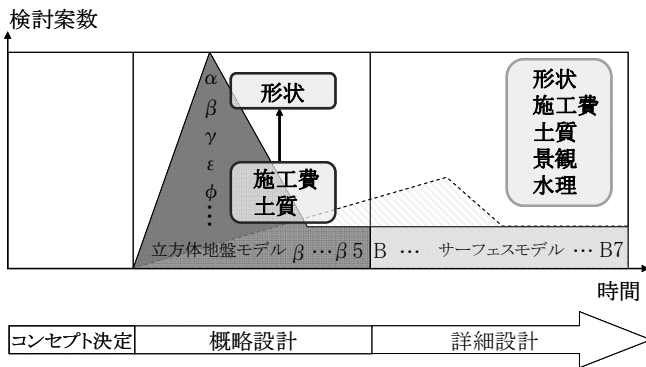 検討案数
α
β
γ
ε
ϕ
⋮
形状
施工費
土質
形状
施工費
土質
景観
水理
立方体地盤モデル β…β5
B … サーフェスモデル … B7
時間
コンセプト決定
概略設計
詳細設計